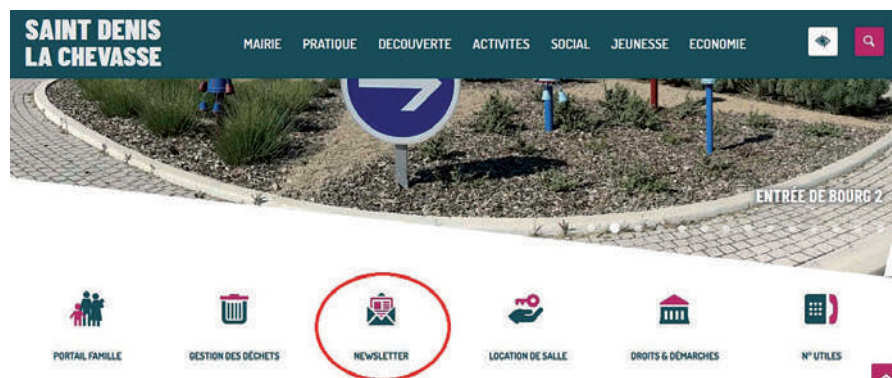 SAINT DENIS
LA CHEVASSE
MAIRIE PRATIQUE DECOUVERTE ACTIVITES SOCIAL JEUNESSE ECONOMIE
ENTRÉE DE BOURG 2
PORTAIL FAMILLE GESTION DES DÉCHETS NEWSLETTER LOCATION DE SALLE DROITS & DÉMARCHES N° UTILES